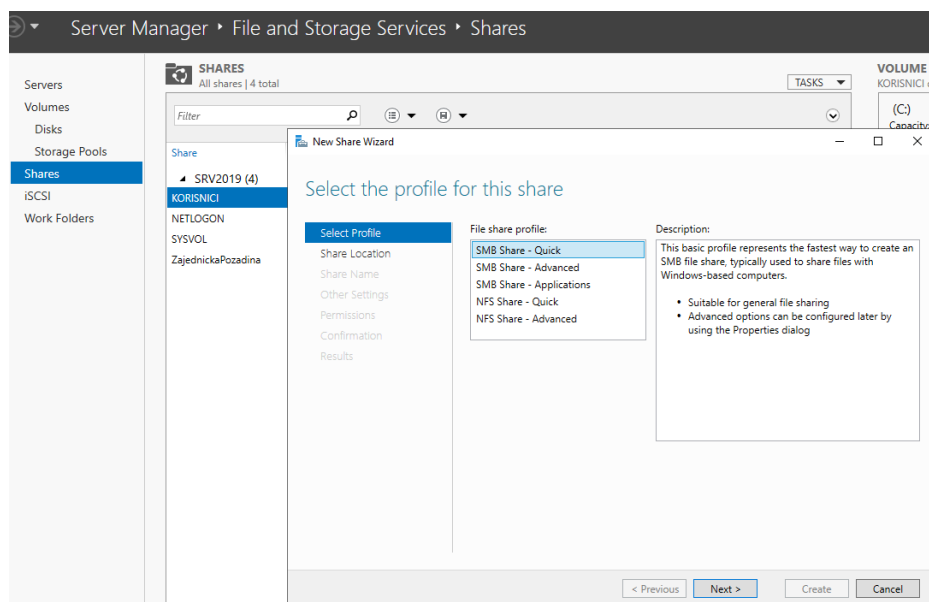 Server Manager ‣ File and Storage Services ‣ Shares
Servers
Volumes
Disks
Storage Pools
Shares
iSCSI
Work Folders
SHARES
All shares | 4 total
TASKS
Filter
Share
SRV2019 (4)
KORISNICI
NETLOGON
SYSVOL
ZajednickaPozadina
VOLUME
KORISNICI
(C:)
Capacity:
New Share Wizard
Select the profile for this share
Select Profile
Share Location
Share Name
Other Settings
Permissions
Confirmation
Results
File share profile:
SMB Share - Quick
SMB Share - Advanced
SMB Share - Applications
NFS Share - Quick
NFS Share - Advanced
Description:
This basic profile represents the fastest way to create an
SMB file share, typically used to share files with
Windows-based computers.
• Suitable for general file sharing
• Advanced options can be configured later by
using the Properties dialog
< Previous
Next >
Create
Cancel